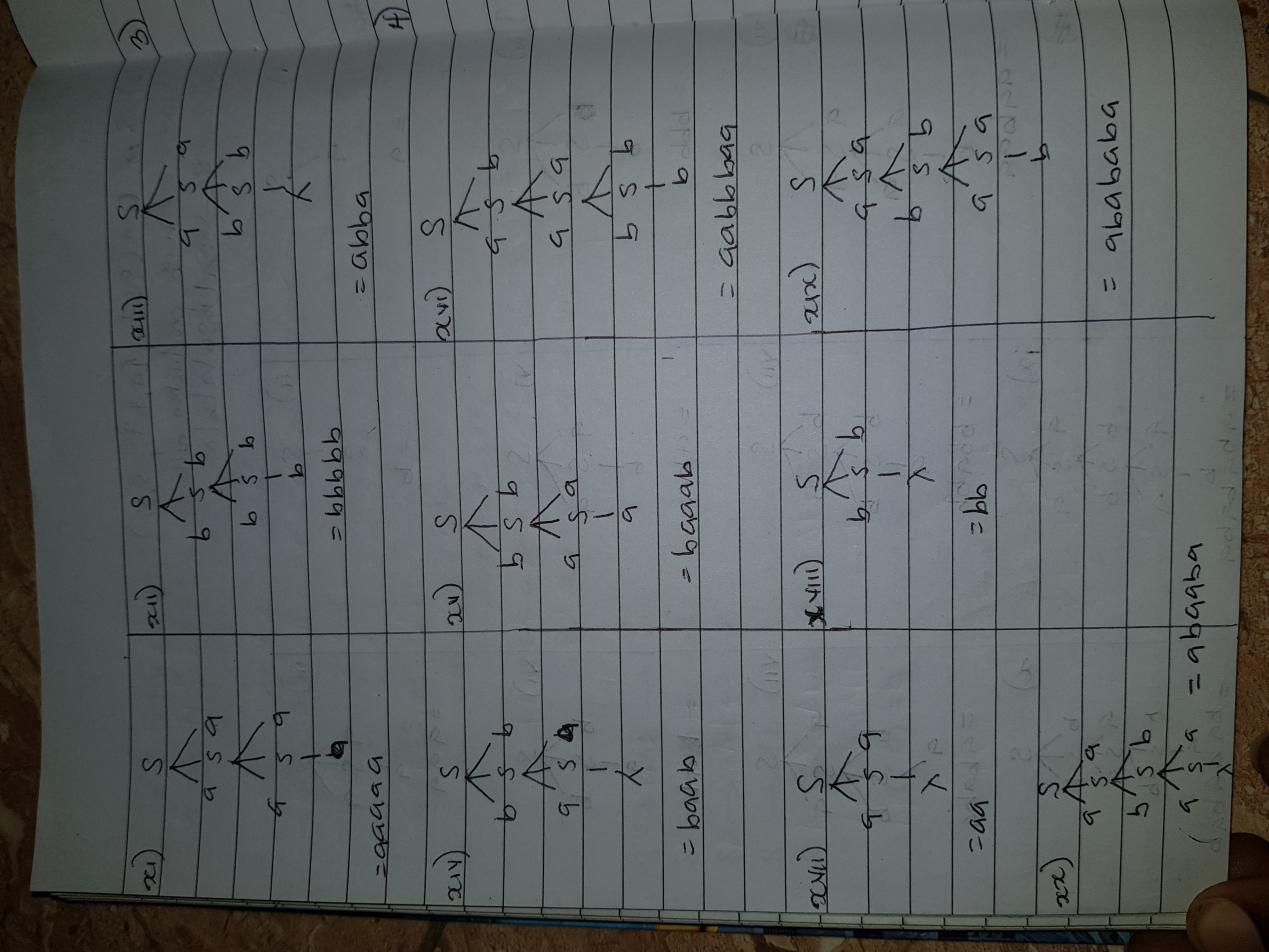 xi) S
a S a
a S a
a
= aaaaa
xii) S
b S b
b S b
b
= bbbbb
xiii) S
a S a
b S b
λ
= abba
3)
xiv) S
b S b
a S a
λ
= baab
xv) S
b S b
a S a
a
= baaab
xvi) S
a S b
a S a
b S b
b
= aabbbaa
4)
xvii) S
a S a
λ
= aa
xviii) S
b S b
λ
= bb
xix) S
a S a
b S b
a S a
b
= abababa
xx) S
a S a
b S b
a S a
λ
= abaaba